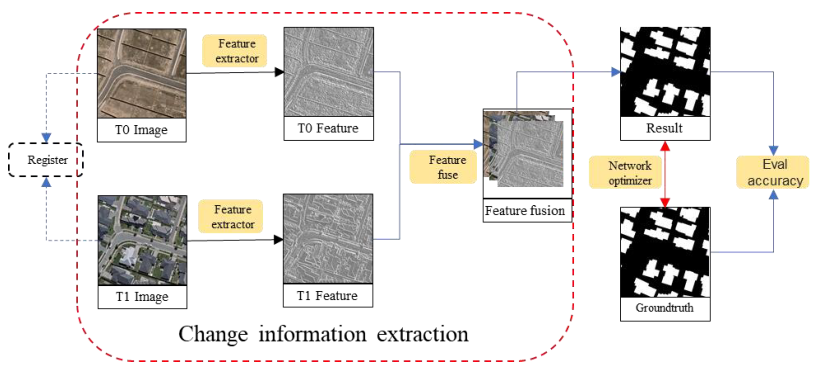 Feature
extractor
T0 Image
T0 Feature
Register
Feature
fuse
Feature fusion
Feature
extractor
T1 Image
T1 Feature
Change information extraction
Result
Network
optimizer
Eval
accuracy
Groundtruth